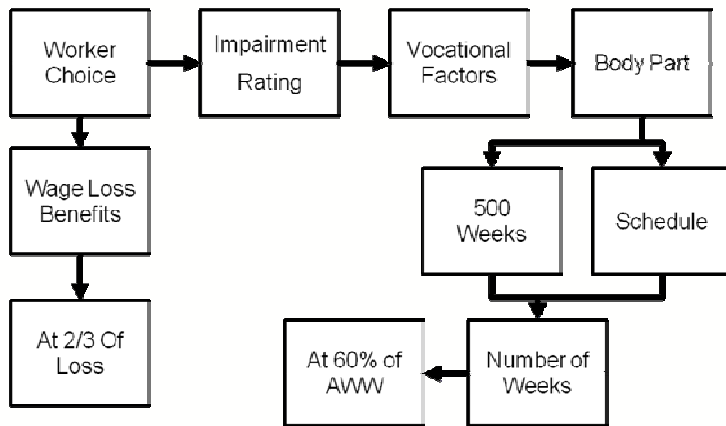 Worker
Choice
Impairment
Rating
Vocational
Factors
Body Part
Wage Loss
Benefits
500
Weeks
Schedule
At 2/3 Of
Loss
At 60% of
AWW
Number of
Weeks